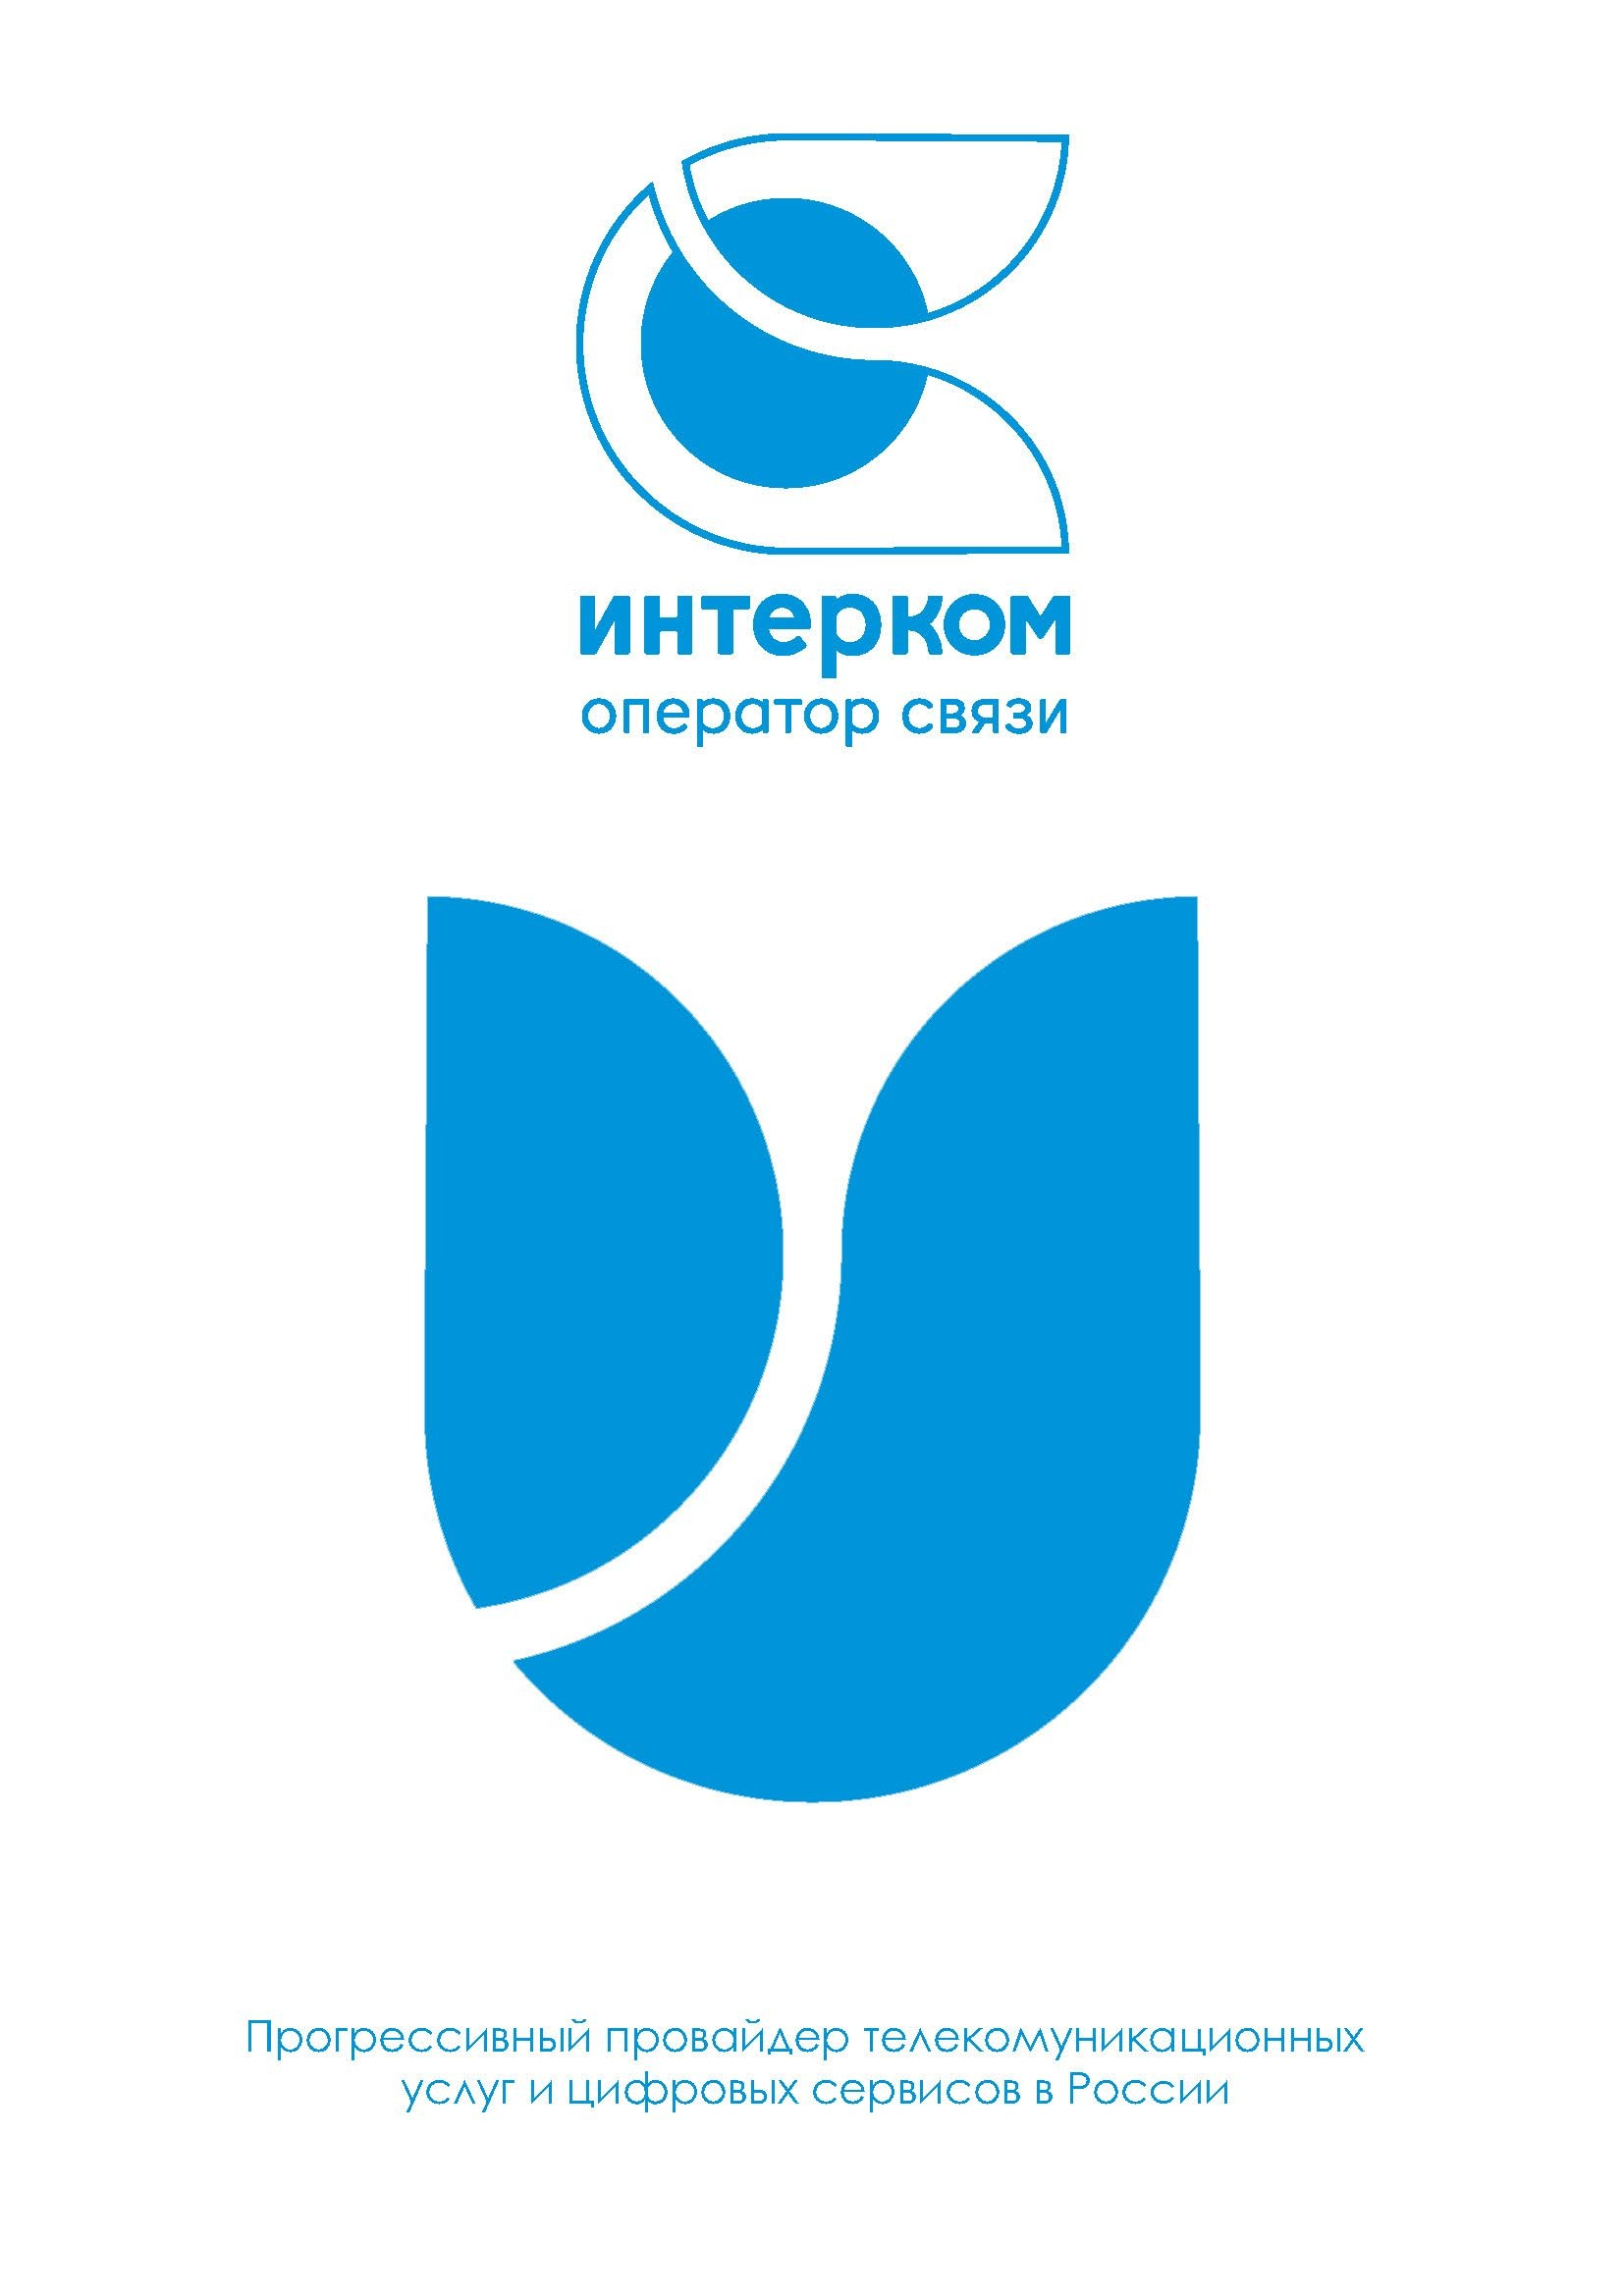 интерком
оператор связи
Прогрессивный провайдер телекомуникационных
услуг и цифровых сервисов в России